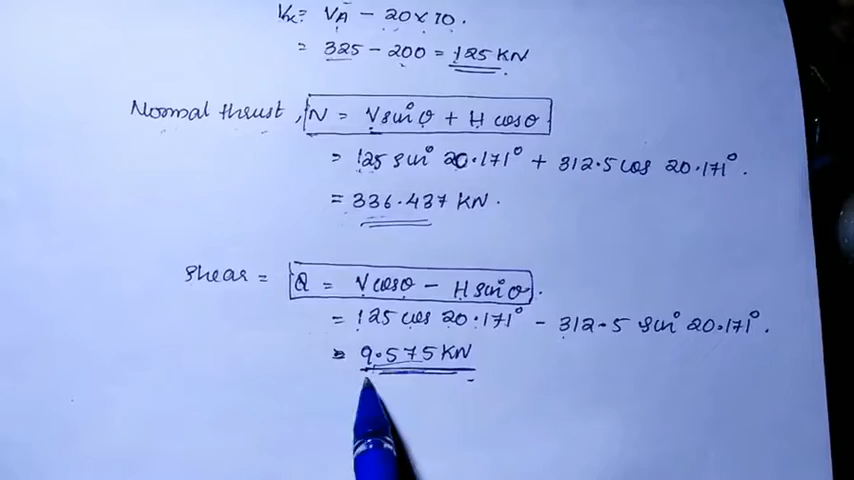 Vx = VA - 20 x 10.
= 325 - 200 = 125 KN
Normal thrust, N = V sin θ + H cos θ
= 125 sin 20.171° + 312.5 cos 20.171°.
= 336.437 KN.
Shear = Q = V cos θ - H sin θ.
= 125 cos 20.171° - 312.5 sin 20.171°.
= 9.575 KN